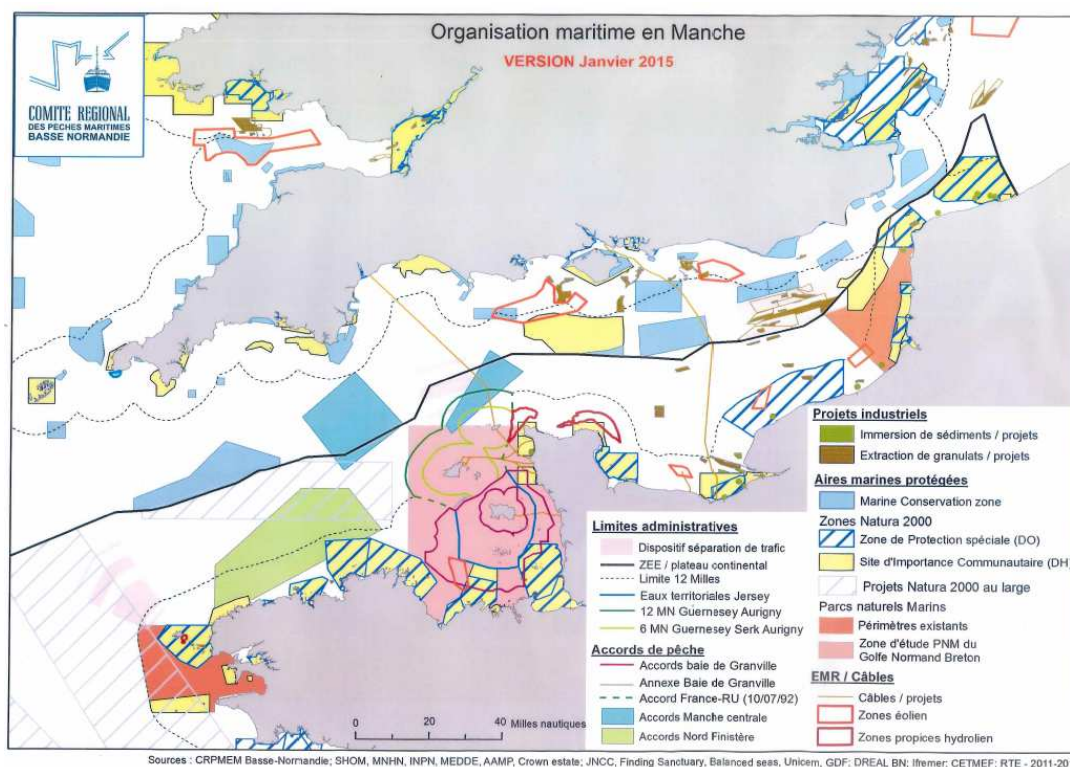 Organisation maritime en Manche
VERSION Janvier 2015
COMITE REGIONAL
DES PECHES MARITIMES
BASSE NORMANDIE
Limites administratives
Dispositif séparation de trafic
ZEE / plateau continental
Limite 12 Milles
Eaux territoriales Jersey
12 MN Guernesey Aurigny
6 MN Guernesey Serk Aurigny
Accords de pêche
Accords baie de Granville
Annexe Baie de Granville
Accord France-RU (10/07/92)
Accords Manche centrale
Accords Nord Finistère
0 20 40 Milles nautiques
Projets industriels
Immersion de sédiments / projets
Extraction de granulats / projets
Aires marines protégées
Marine Conservation zone
Zones Natura 2000
Zone de Protection spéciale (DO)
Site d'Importance Communautaire (DH)
Projets Natura 2000 au large
Parcs naturels Marins
Périmètres existants
Zone d'étude PNM du
Golfe Normand Breton
EMR / Câbles
Câbles / projets
Zones éolien
Zones propices hydrolien
Sources : CRPMEM Basse-Normandie; SHOM, MNHN, INPN, MEDDE, AAMP, Crown estate; JNCC, Finding Sanctuary, Balanced seas, Unicem, GDF; DREAL BN; Ifremer; CETMEF; RTE - 2011-20